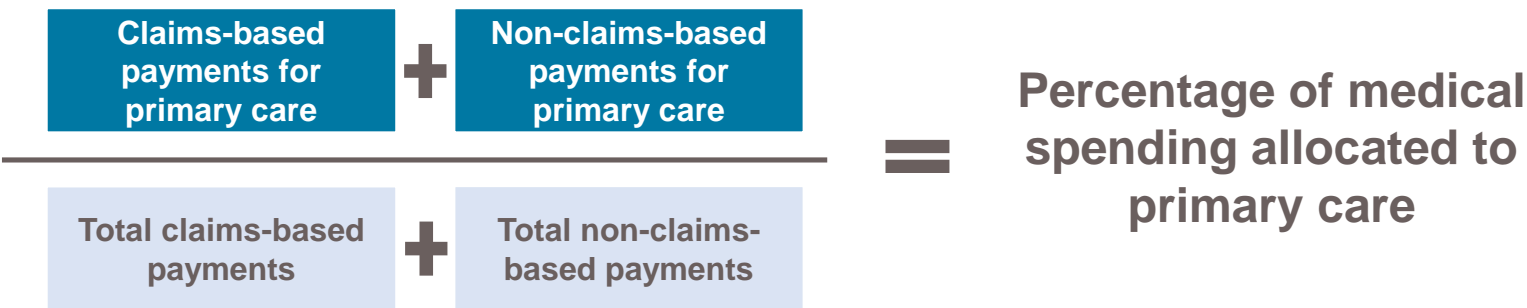 Claims-based
payments for
primary care
+
Non-claims-based
payments for
primary care
Total claims-based
payments
+
Total non-claims-
based payments
=
Percentage of medical
spending allocated to
primary care